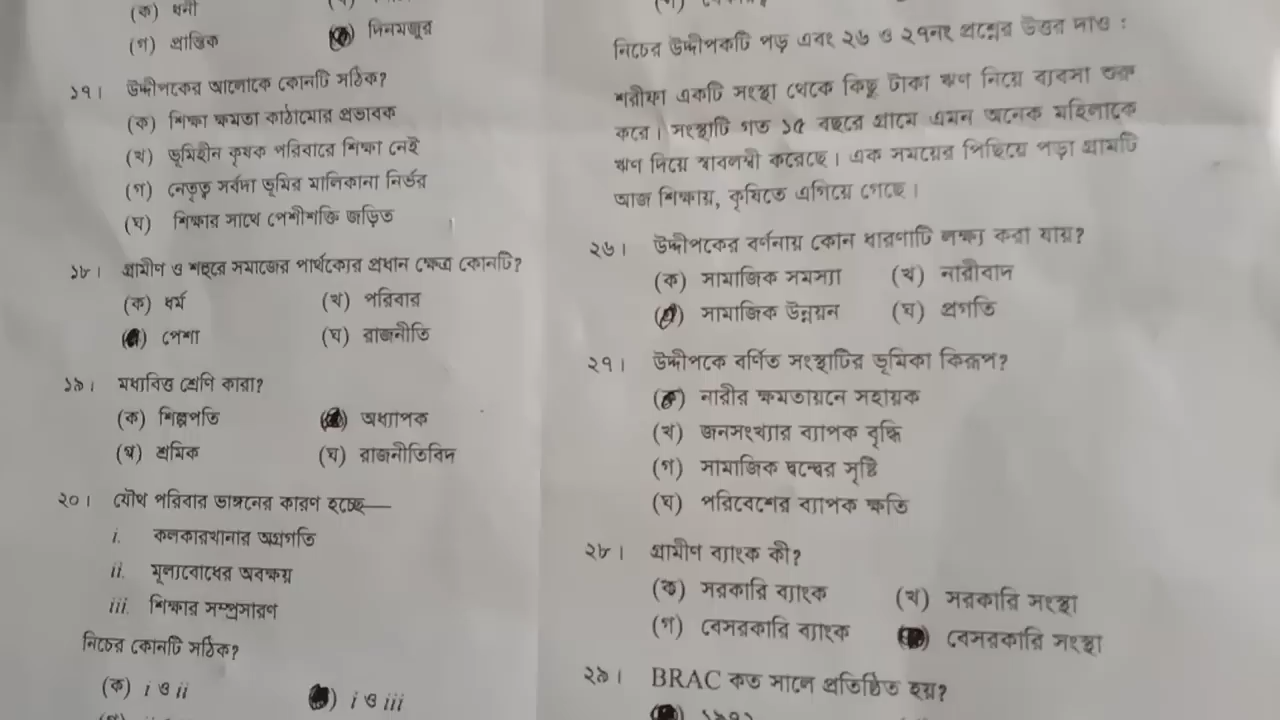 (ক) ধনী
(গ) প্রান্তিক
দিনমজুর
১৭। উদ্দীপকের আলোকে কোনটি সঠিক?
(ক) শিক্ষা ক্ষমতা কাঠামোর প্রভাবক
(খ) ভূমিহীন কৃষক পরিবারে শিক্ষা নেই
(গ) নেতৃত্ব সর্বদা ভূমির মালিকানা নির্ভর
(ঘ) শিক্ষার সাথে পেশীশক্তি জড়িত
১৮। গ্রামীণ ও শহুরে সমাজের পার্থক্যের প্রধান ক্ষেত্র কোনটি?
(ক) ধর্ম (খ) পরিবার
(গ) পেশা (ঘ) রাজনীতি
১৯। মধ্যবিত্ত শ্রেণি কারা?
(ক) শিল্পপতি অধ্যাপক
(গ) শ্রমিক (ঘ) রাজনীতিবিদ
২০। যৌথ পরিবার ভাঙ্গনের কারণ হচ্ছে—
i. কলকারখানার অগ্রগতি
ii. মূল্যবোধের অবক্ষয়
iii. শিক্ষার সম্প্রসারণ
নিচের কোনটি সঠিক?
(ক) i ও ii ) i ও iii
নিচের উদ্দীপকটি পড় এবং ২৬ ও ২৭নং প্রশ্নের উত্তর দাও :
শরীফা একটি সংস্থা থেকে কিছু টাকা ঋণ নিয়ে ব্যবসা শুরু
করে। সংস্থাটি গত ১৫ বছরে গ্রামে এমন অনেক মহিলাকে
ঋণ দিয়ে স্বাবলম্বী করেছে। এক সময়ের পিছিয়ে পড়া গ্রামটি
আজ শিক্ষায়, কৃষিতে এগিয়ে গেছে।
২৬। উদ্দীপকের বর্ণনায় কোন ধারণাটি লক্ষ্য করা যায়?
(ক) সামাজিক সমস্যা (খ) নারীবাদ
(গ) সামাজিক উন্নয়ন (ঘ) প্রগতি
২৭। উদ্দীপকে বর্ণিত সংস্থাটির ভূমিকা কিরূপ?
(ক) নারীর ক্ষমতায়নে সহায়ক
(খ) জনসংখ্যার ব্যাপক বৃদ্ধি
(গ) সামাজিক দ্বন্দ্বের সৃষ্টি
(ঘ) পরিবেশের ব্যাপক ক্ষতি
২৮। গ্রামীণ ব্যাংক কী?
(ক) সরকারি ব্যাংক (খ) সরকারি সংস্থা
(গ) বেসরকারি ব্যাংক ) বেসরকারি সংস্থা
২৯। BRAC কত সালে প্রতিষ্ঠিত হয়?